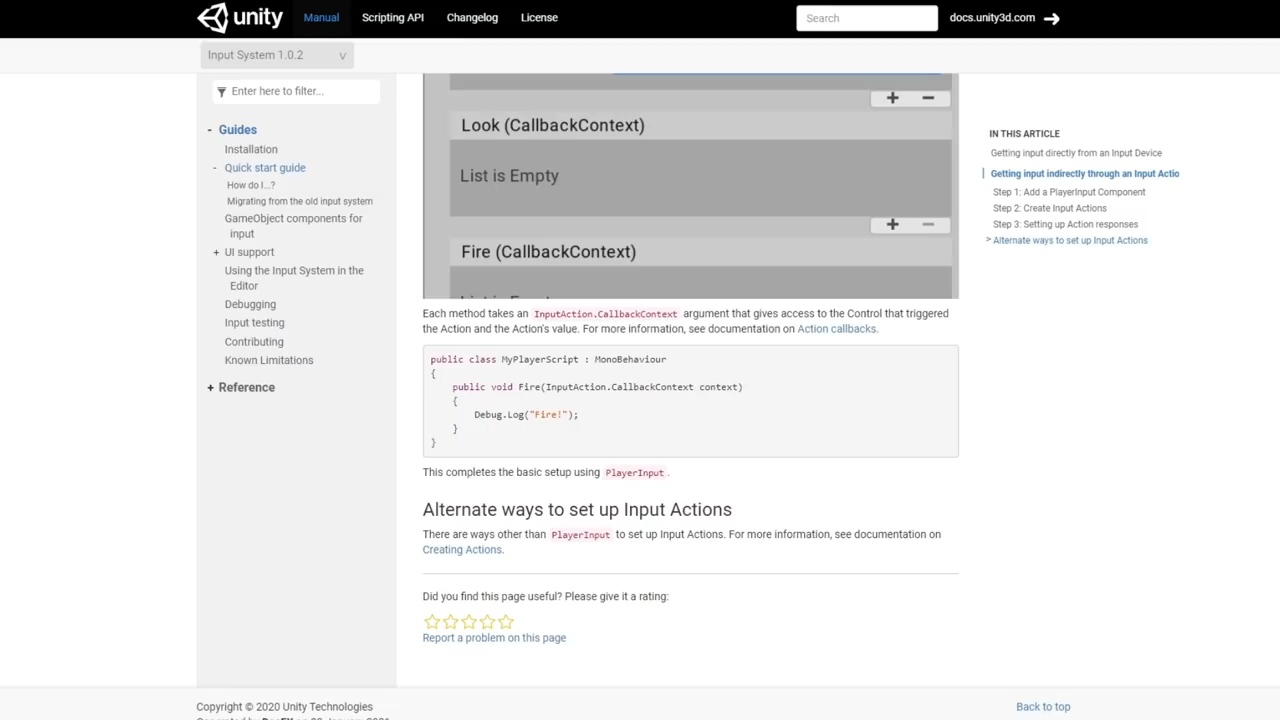 unity
Manual
Scripting API
Changelog
License
Search
docs.unity3d.com
Input System 1.0.2
Enter here to filter...
- Guides
Installation
- Quick start guide
How do I...?
Migrating from the old input system
GameObject components for
input
+ UI support
Using the Input System in the
Editor
Debugging
Input testing
Contributing
Known Limitations
+ Reference
+ −
Look (CallbackContext)
List is Empty
+ −
Fire (CallbackContext)
Each method takes an InputAction.CallbackContext argument that gives access to the Control that triggered
the Action and the Action's value. For more information, see documentation on Action callbacks.
public class MyPlayerScript : MonoBehaviour
{
public void Fire(InputAction.CallbackContext context)
{
Debug.Log("Fire!");
}
}
This completes the basic setup using PlayerInput.
Alternate ways to set up Input Actions
There are ways other than PlayerInput to set up Input Actions. For more information, see documentation on
Creating Actions.
Did you find this page useful? Please give it a rating:
Report a problem on this page
IN THIS ARTICLE
Getting input directly from an Input Device
Getting input indirectly through an Input Actio
Step 1: Add a PlayerInput Component
Step 2: Create Input Actions
Step 3: Setting up Action responses
> Alternate ways to set up Input Actions
Copyright © 2020 Unity Technologies
Back to top